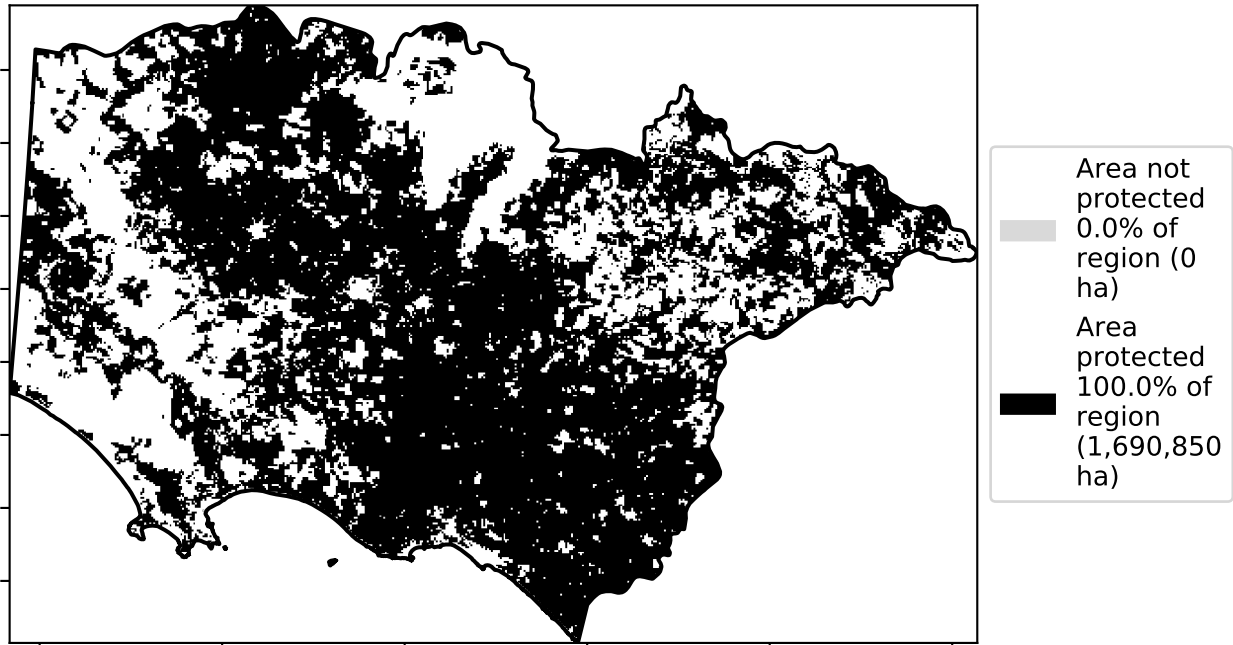 Area not
protected
0.0% of
region (0
ha)
Area
protected
100.0% of
region
(1,690,850
ha)